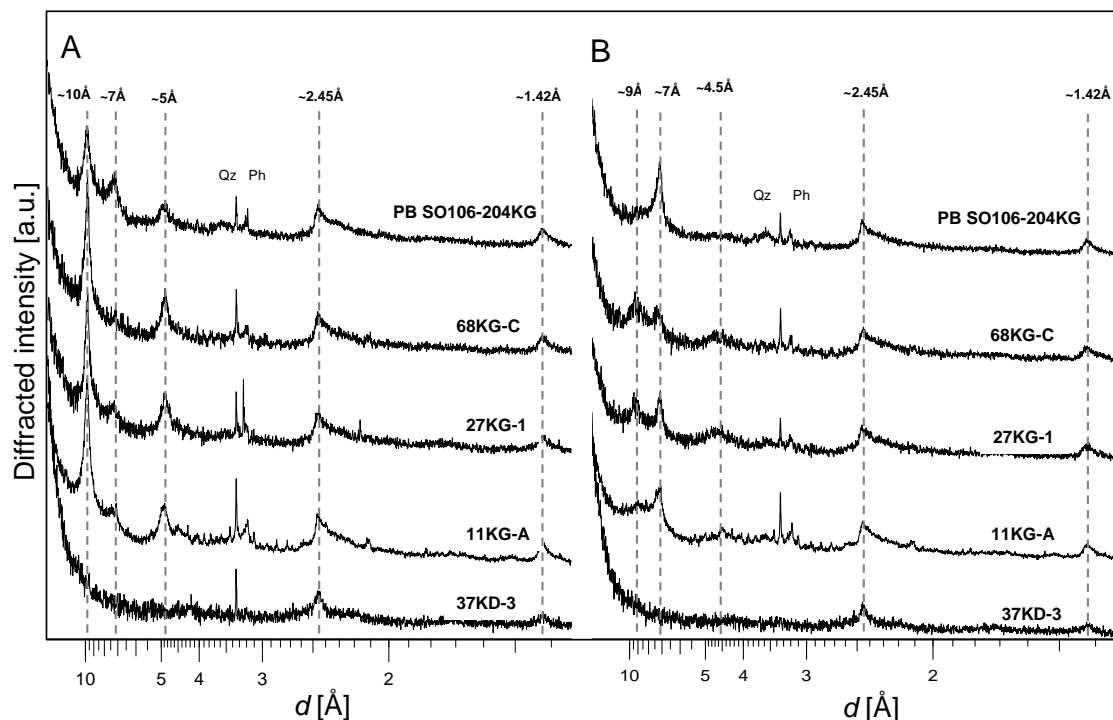 A
B
~10Å
~7Å
~5Å
~2.45Å
~1.42Å
~9Å
~7Å
~4.5Å
~2.45Å
~1.42Å
Qz
Ph
Qz
Ph
PB SO106-204KG
PB SO106-204KG
68KG-C
68KG-C
27KG-1
27KG-1
11KG-A
11KG-A
37KD-3
37KD-3
Diffracted intensity [a.u.]
10 5 4 3 2
10 5 4 3 2
d [Å]
d [Å]